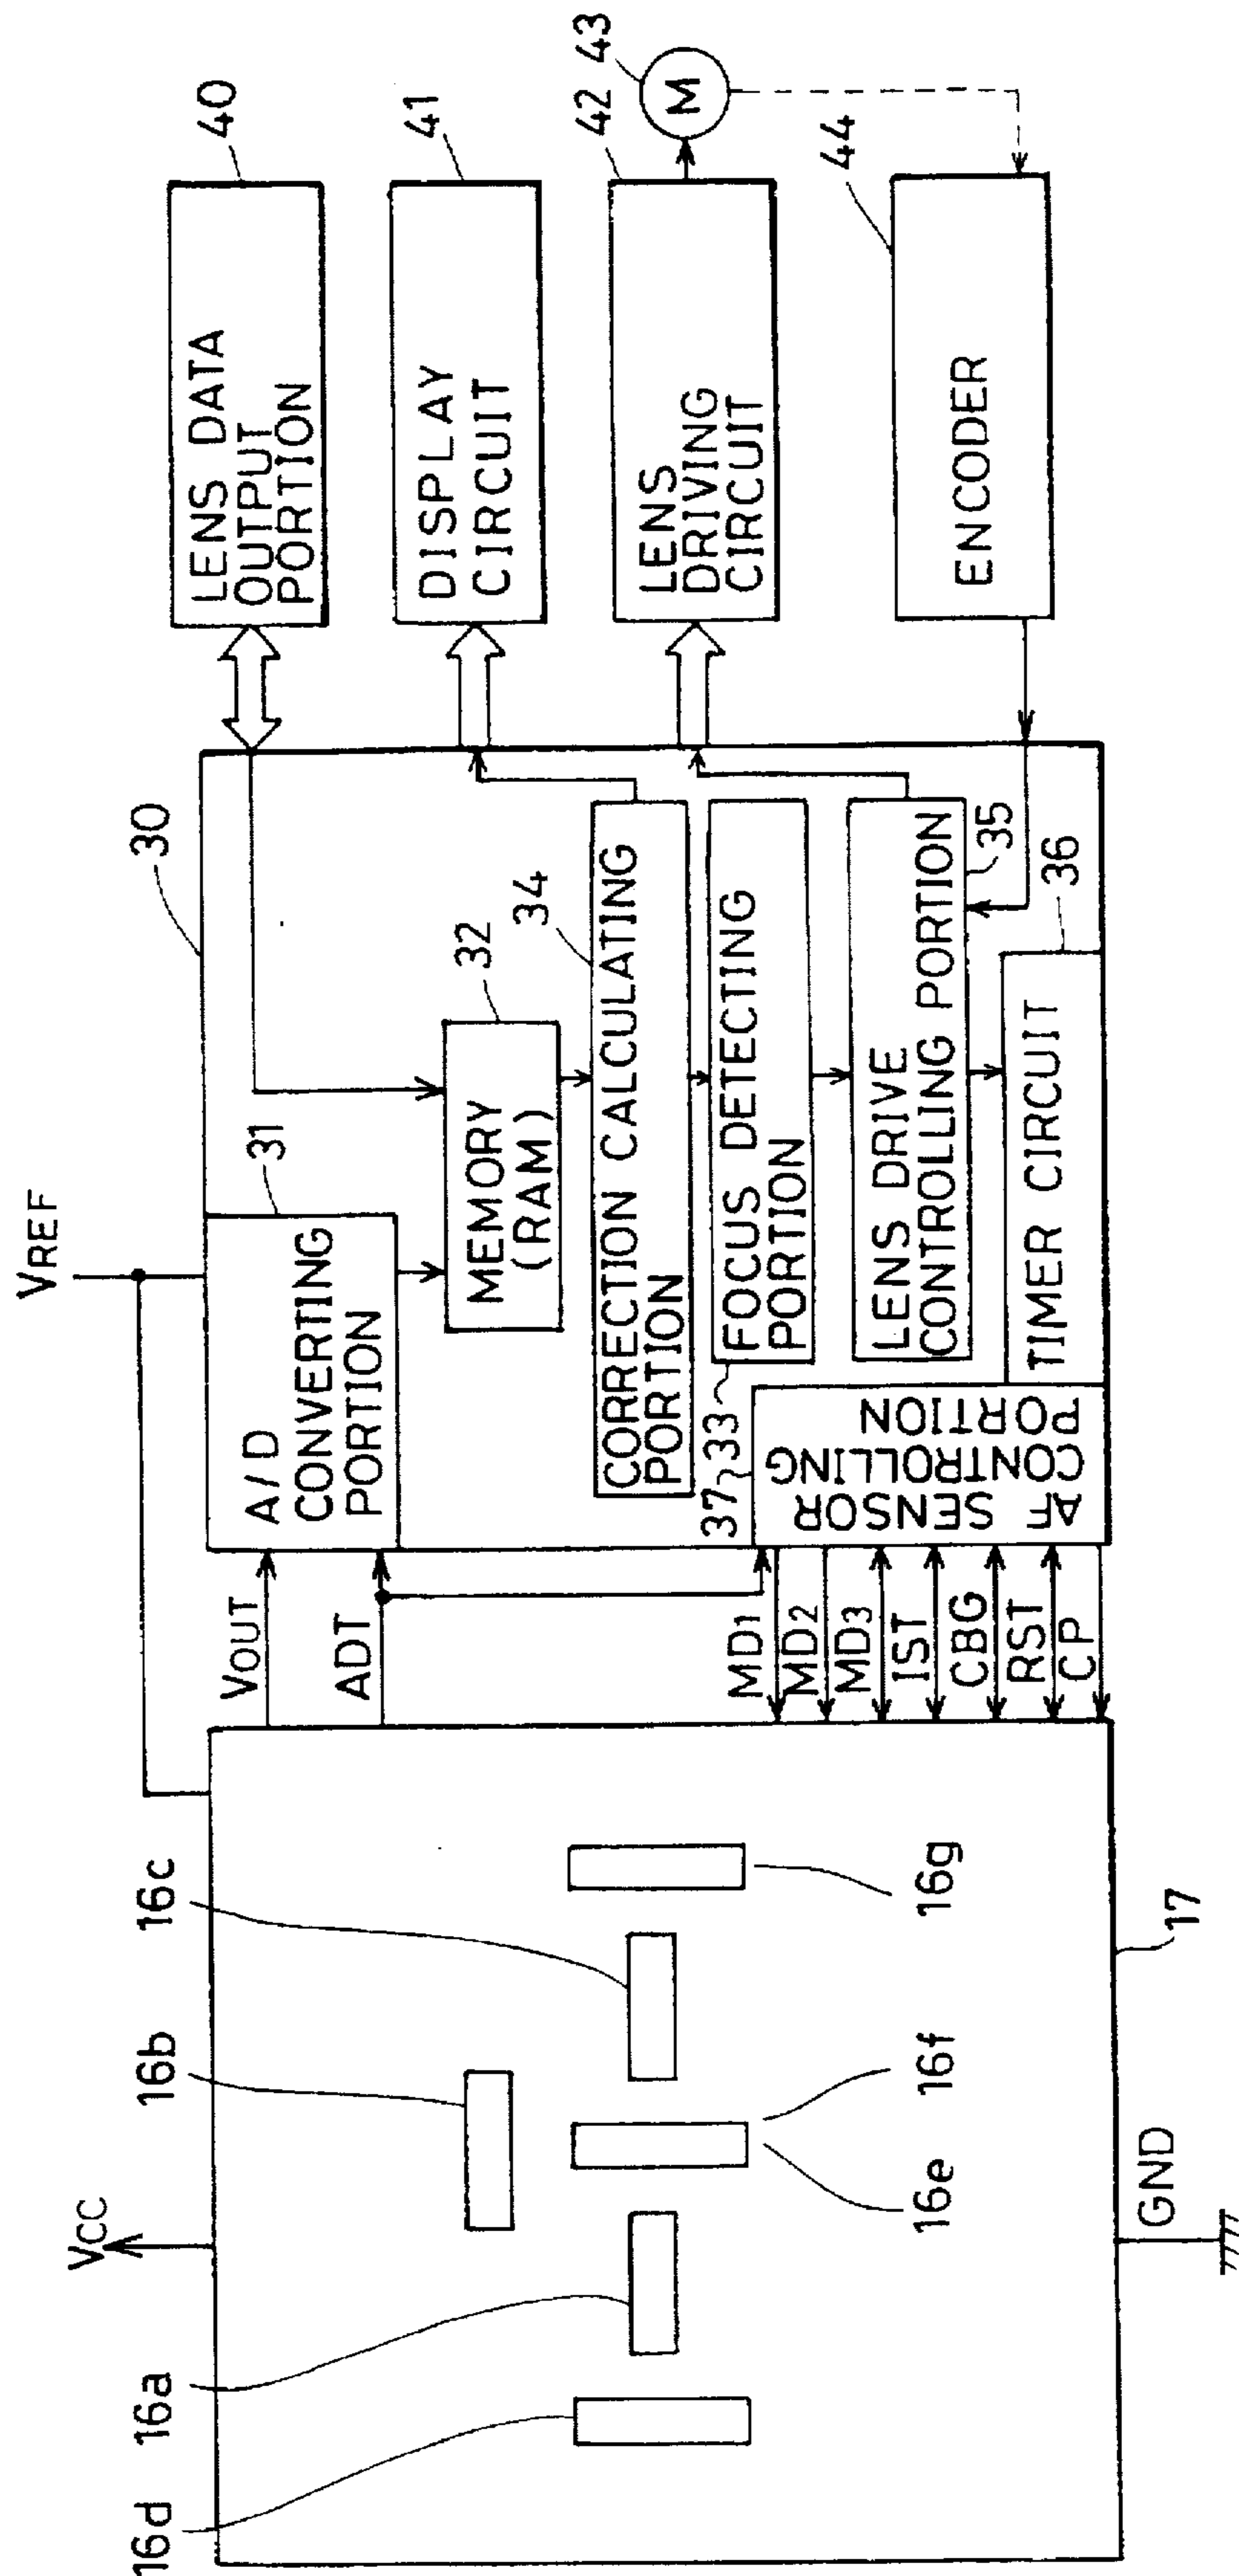 VCC
16d
16a
16b
16c
16e
16f
16g
17
GND
VREF
VOUT
ADT
MD1
MD2
MD3
IST
CBG
RST
CP
30
A/D
CONVERTING
PORTION
31
MEMORY
(RAM)
32
CORRECTION CALCULATING
PORTION
34
FOCUS DETECTING
PORTION
33
LENS DRIVE
CONTROLLING PORTION
35
TIMER CIRCUIT
36
AF SENSOR
CONTROLLING
PORTION
37
LENS DATA
OUTPUT
PORTION
40
DISPLAY
CIRCUIT
41
LENS
DRIVING
CIRCUIT
42
M
43
ENCODER
44